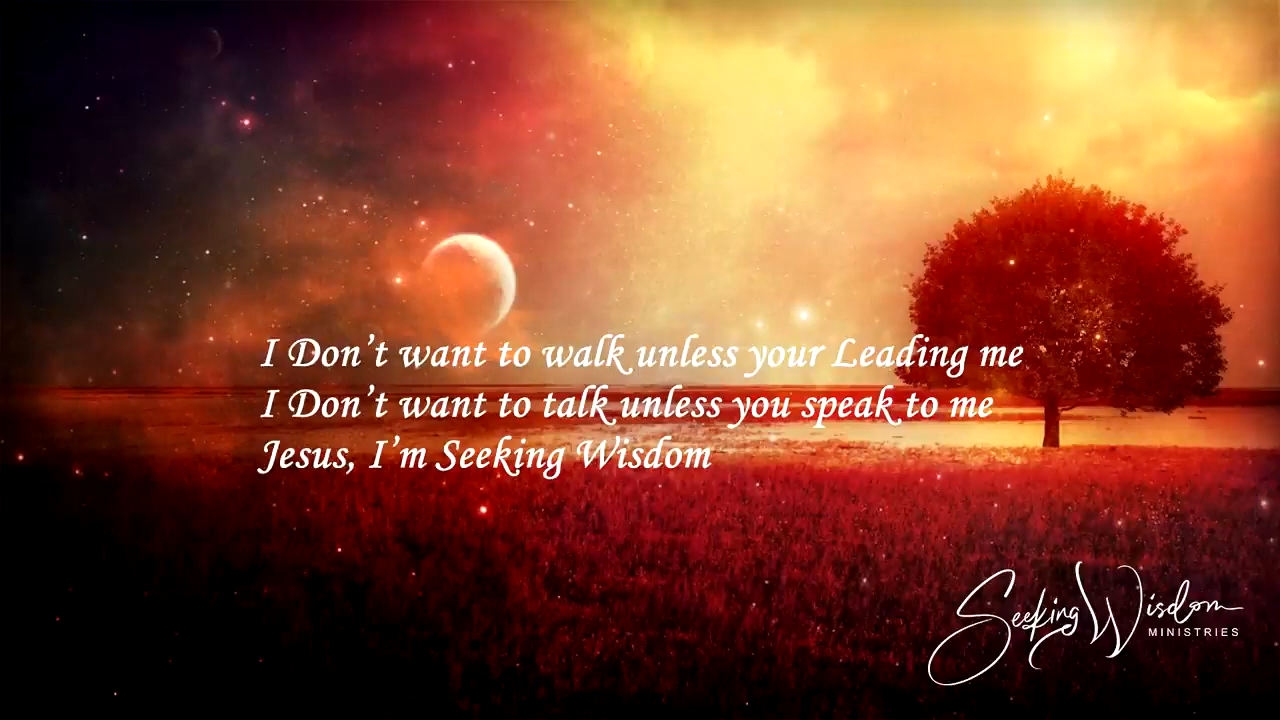 I Don't want to walk unless your Leading me
I Don't want to talk unless you speak to me
Jesus, I'm Seeking Wisdom
Seeking Wisdom
MINISTRIES